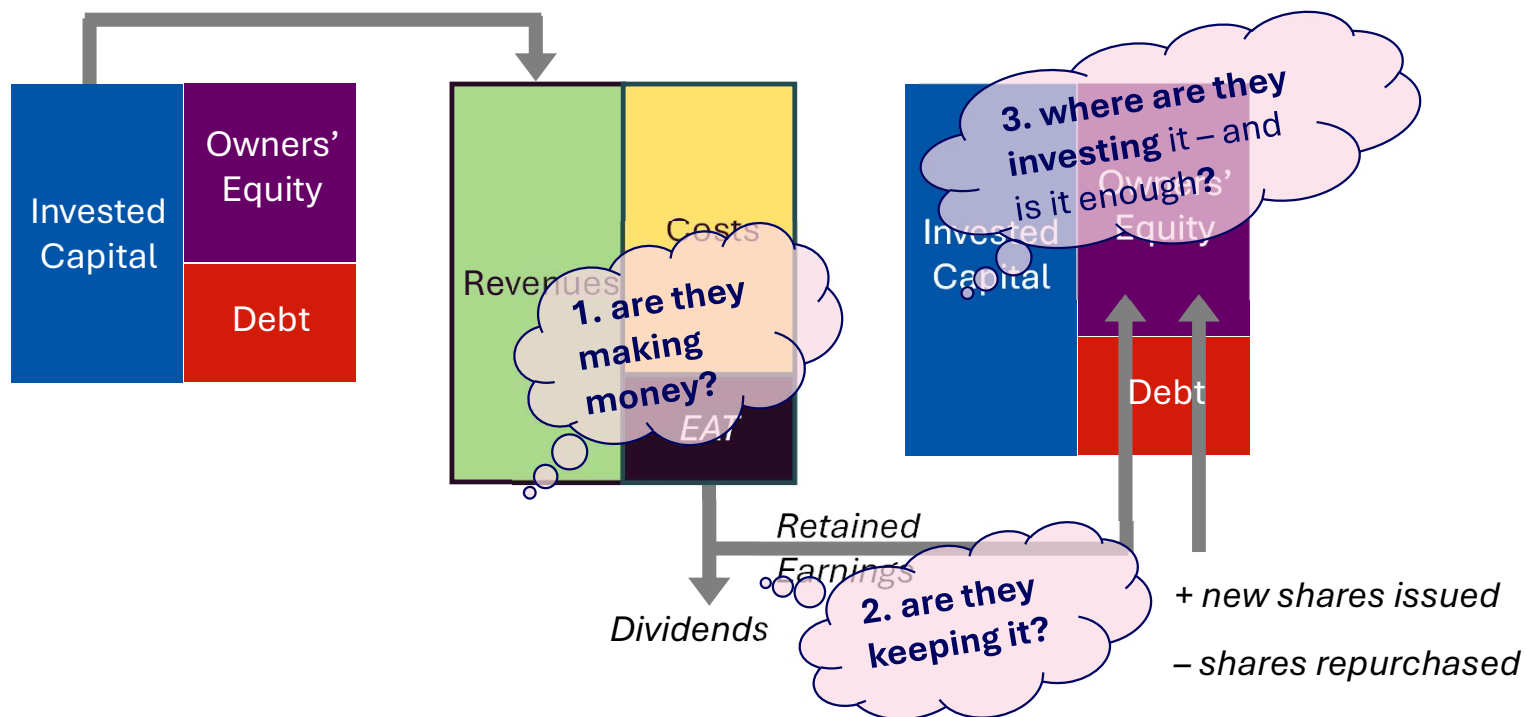 Invested
Capital
Owners’
Equity
Debt
Revenues
Costs
EAT
1. are they
making
money?
Retained
Earnings
Dividends
2. are they
keeping it?
3. where are they
investing it – and
is it enough?
Invested
Capital
Owners’
Equity
Debt
+ new shares issued
– shares repurchased